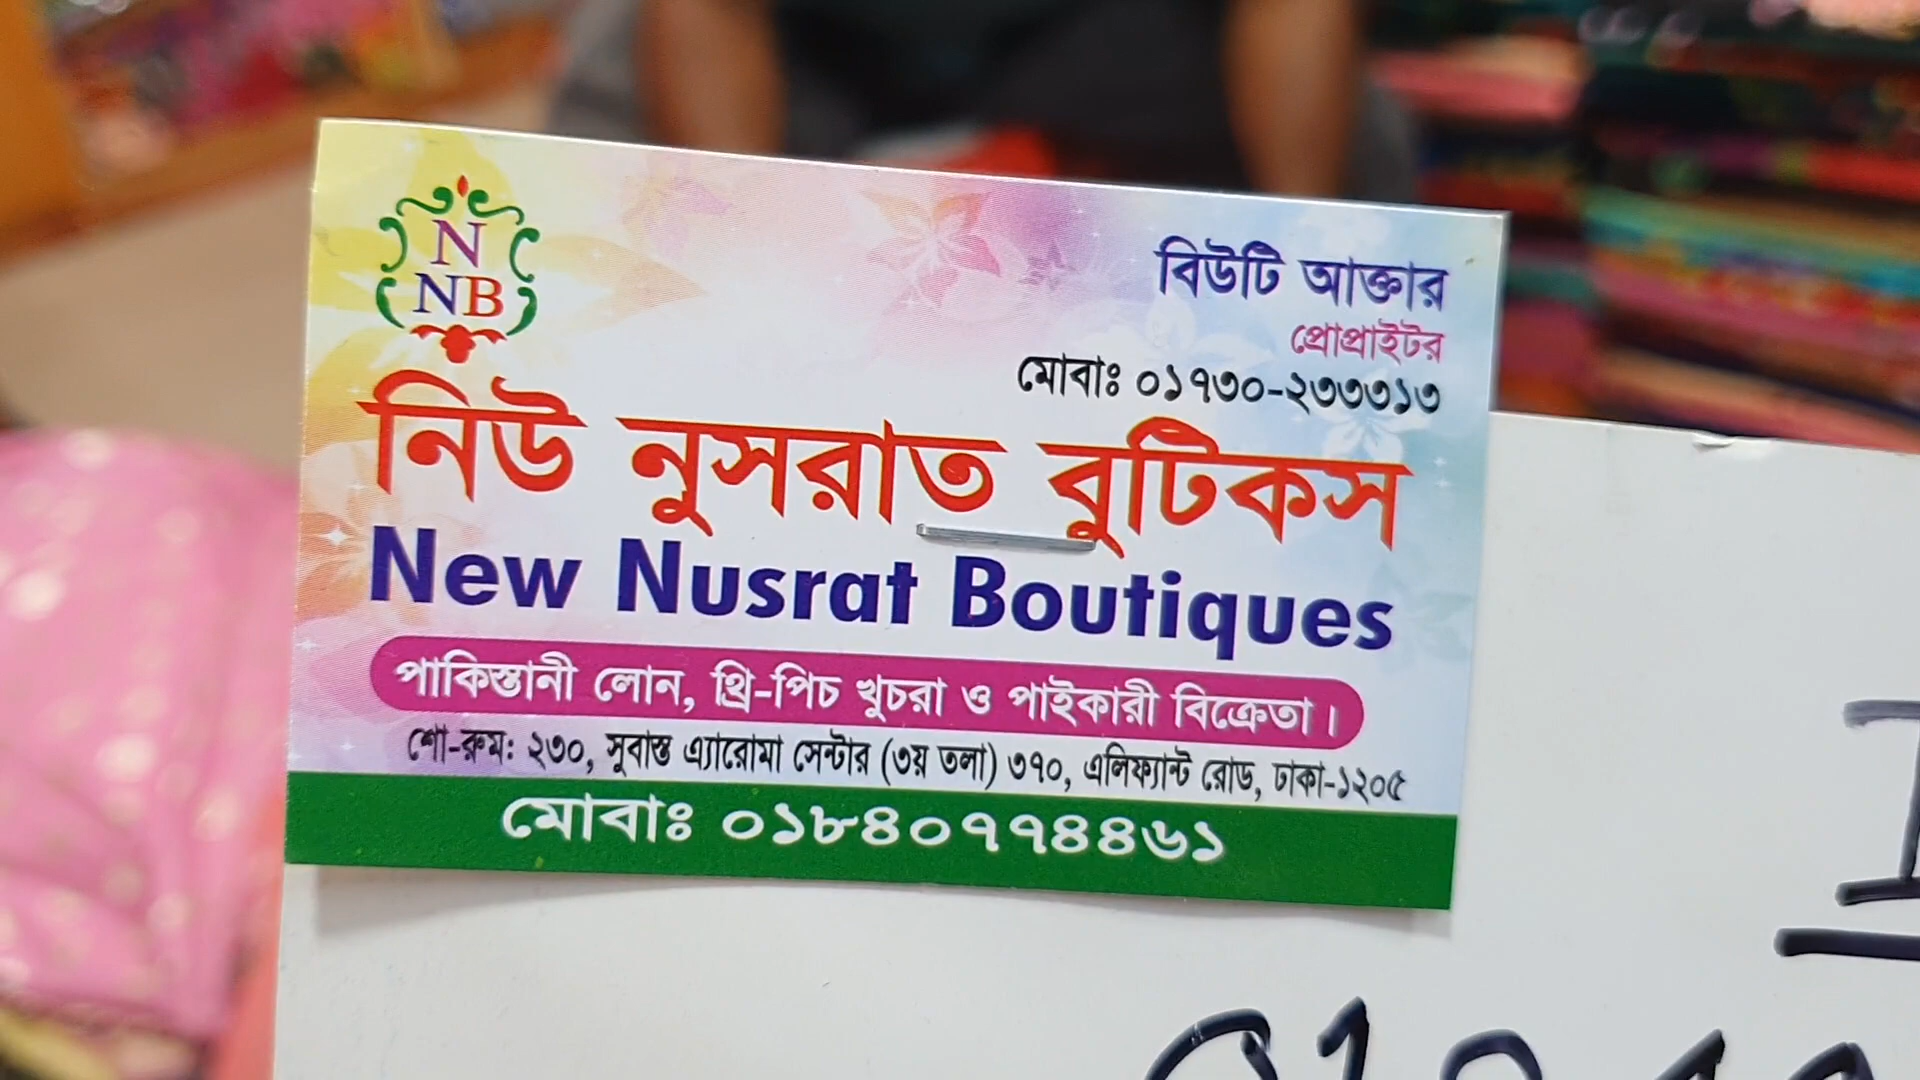 N
NB
বিউটি আক্তার
প্রোপ্রাইটর
মোবাঃ ০১৭৩০-২৩৩৩১৩
নিউ নুসরাত বুটিকস
New Nusrat Boutiques
পাকিস্তানী লোন, থ্রি-পিচ খুচরা ও পাইকারী বিক্রেতা।
শো-রুম: ২৩০, সুবাস্তু এ্যারোমা সেন্টার (৩য় তলা) ৩৭০, এলিফ্যান্ট রোড, ঢাকা-১২০৫
মোবাঃ ০১৮৪০৭৭৪৪৬১